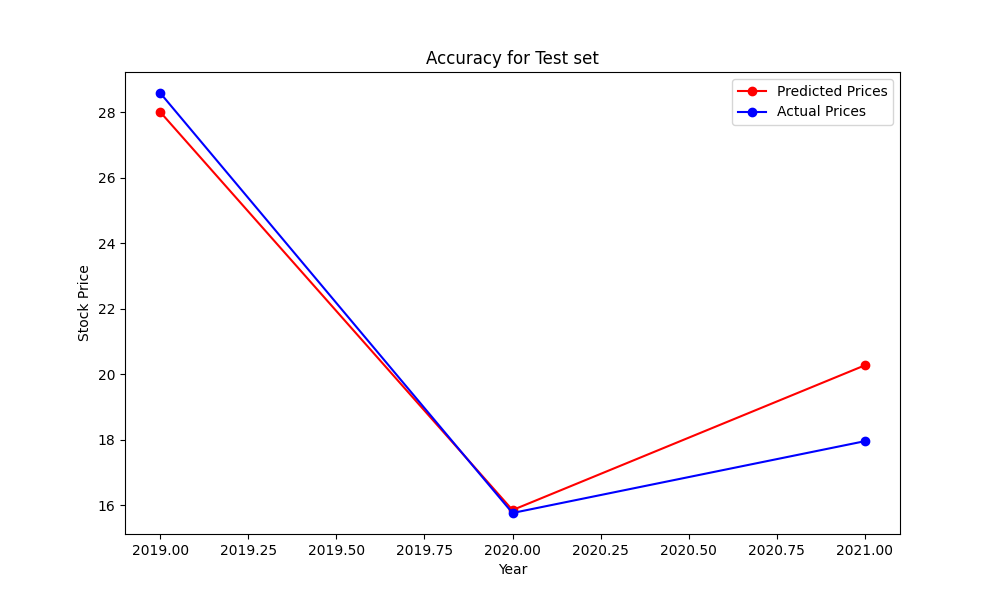 Accuracy for Test set
Predicted Prices
Actual Prices
28
26
24
22
20
18
16
Stock Price
2019.00 2019.25 2019.50 2019.75 2020.00 2020.25 2020.50 2020.75 2021.00
Year